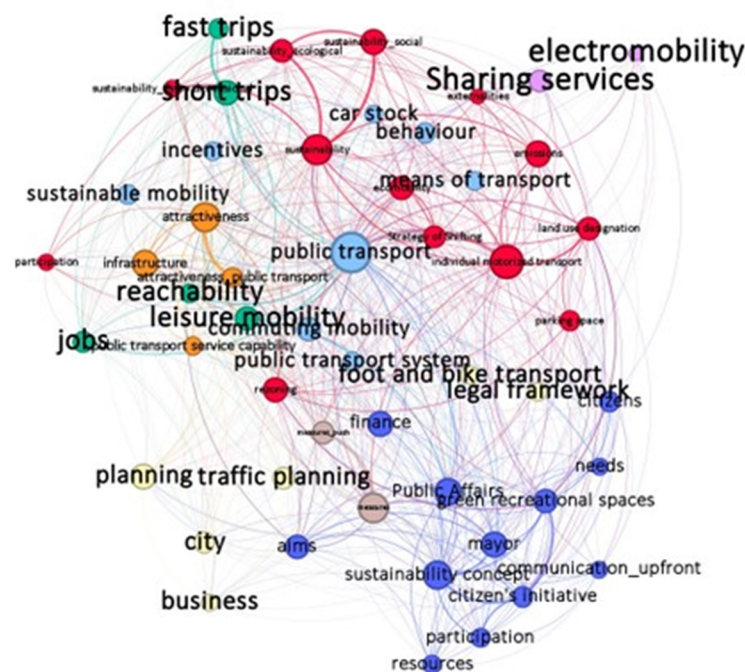 fast trips
sustainability_ecological
sustainability_social
electromobility
Sharing services
short trips
externalities
car stock
behaviour
incentives
sustainability
emissions
means of transport
sustainable mobility
attractiveness
land use designation
Strategy of Shifting
public transport
participation
infrastructure
individual motorized transport
attractiveness_public transport
reachability
leisure mobility
commuting mobility
parking space
jobs
public transport service capability
public transport system
foot and bike transport
legal framework
citizens
finance
measures_push
needs
planning
traffic planning
Public Affairs
green recreational spaces
measures
city
aims
mayor
communication_upfront
sustainability concept
citizen's initiative
business
participation
resources